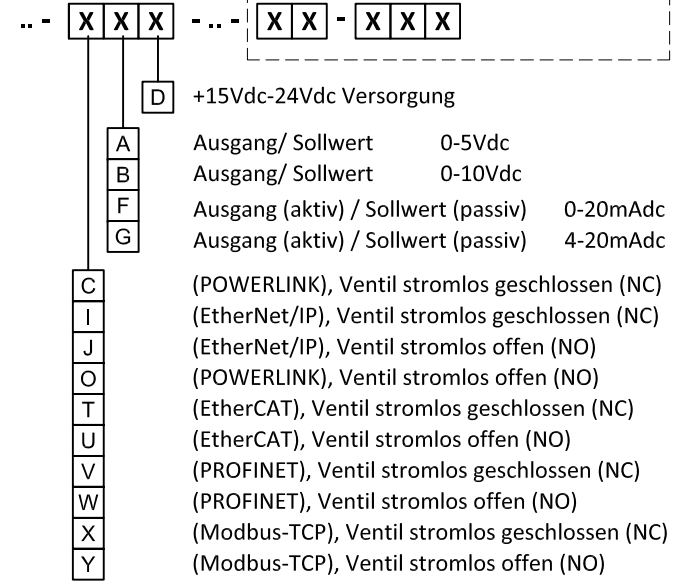 .. - X X X - .. - X X - X X X
D +15Vdc-24Vdc Versorgung
A Ausgang/ Sollwert 0-5Vdc
B Ausgang/ Sollwert 0-10Vdc
F Ausgang (aktiv) / Sollwert (passiv) 0-20mAdc
G Ausgang (aktiv) / Sollwert (passiv) 4-20mAdc
C (POWERLINK), Ventil stromlos geschlossen (NC)
I (EtherNet/IP), Ventil stromlos geschlossen (NC)
J (EtherNet/IP), Ventil stromlos offen (NO)
O (POWERLINK), Ventil stromlos offen (NO)
T (EtherCAT), Ventil stromlos geschlossen (NC)
U (EtherCAT), Ventil stromlos offen (NO)
V (PROFINET), Ventil stromlos geschlossen (NC)
W (PROFINET), Ventil stromlos offen (NO)
X (Modbus-TCP), Ventil stromlos geschlossen (NC)
Y (Modbus-TCP), Ventil stromlos offen (NO)